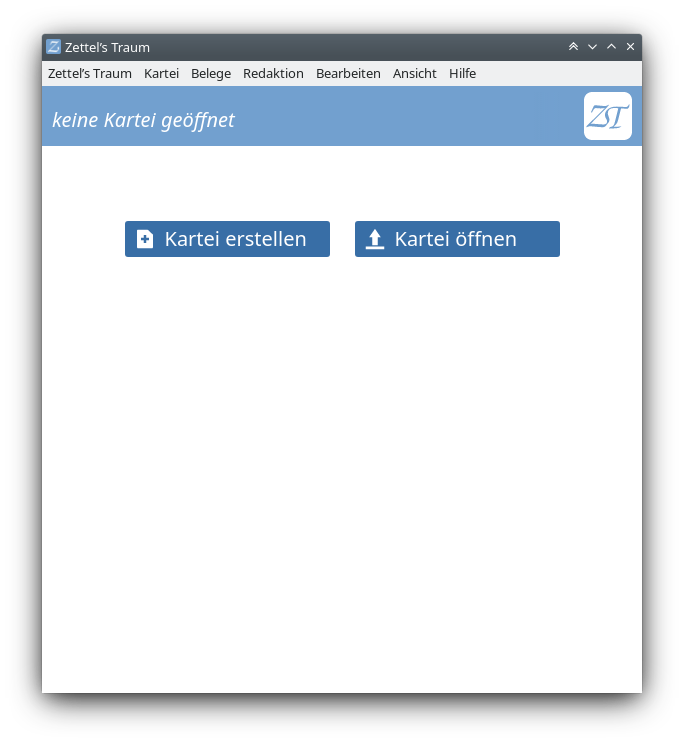 Zettel’s Traum
Zettel’s Traum Kartei Belege Redaktion Bearbeiten Ansicht Hilfe
keine Kartei geöffnet
ZT
Kartei erstellen Kartei öffnen